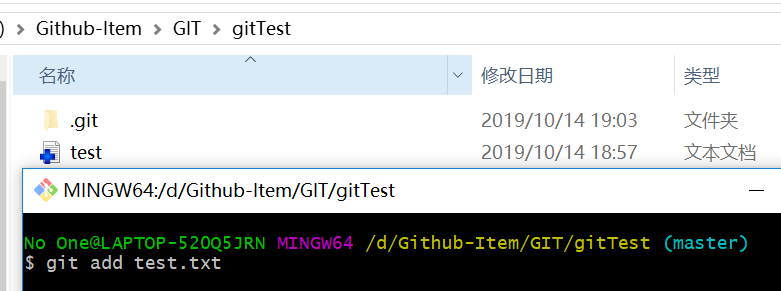 ) Github-Item GIT gitTest
名称 修改日期 类型
.git 2019/10/14 19:03 文件夹
test 2019/10/14 18:57 文本文档
MINGW64:/d/Github-Item/GIT/gitTest
No One@LAPTOP-520Q5JRN MINGW64 /d/Github-Item/GIT/gitTest (master)
$ git add test.txt